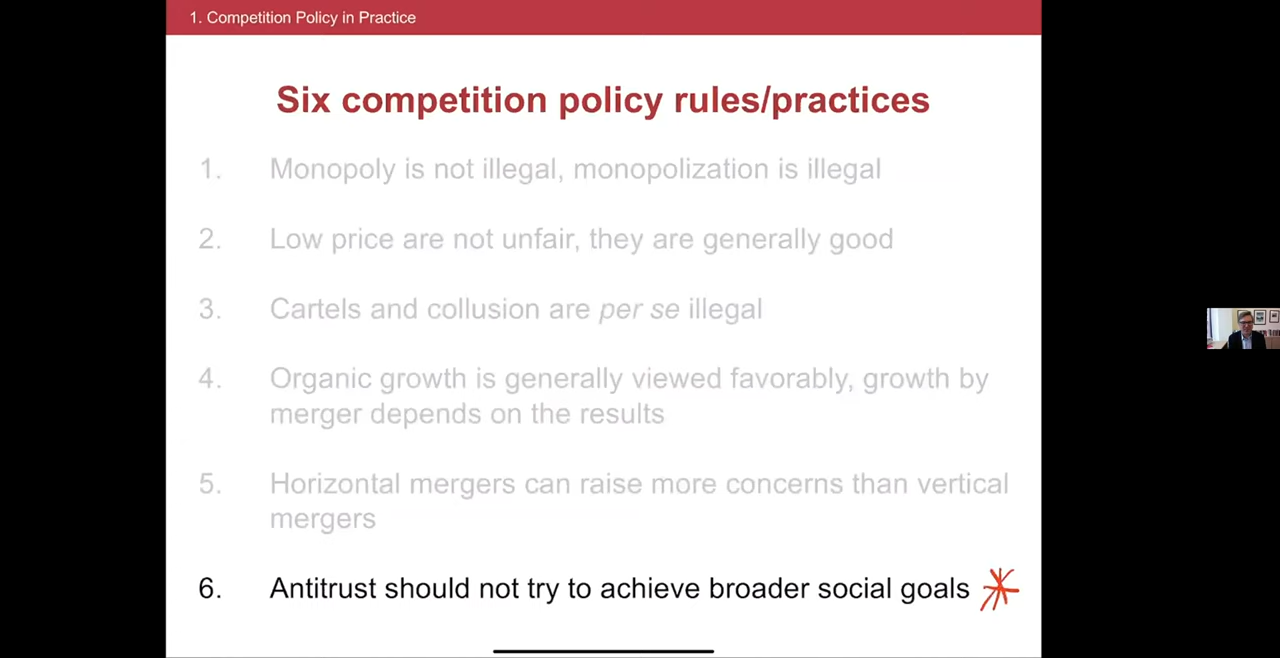 1. Competition Policy in Practice
Six competition policy rules/practices
1. Monopoly is not illegal, monopolization is illegal
2. Low price are not unfair, they are generally good
3. Cartels and collusion are per se illegal
4. Organic growth is generally viewed favorably, growth by
merger depends on the results
5. Horizontal mergers can raise more concerns than vertical
mergers
6. Antitrust should not try to achieve broader social goals